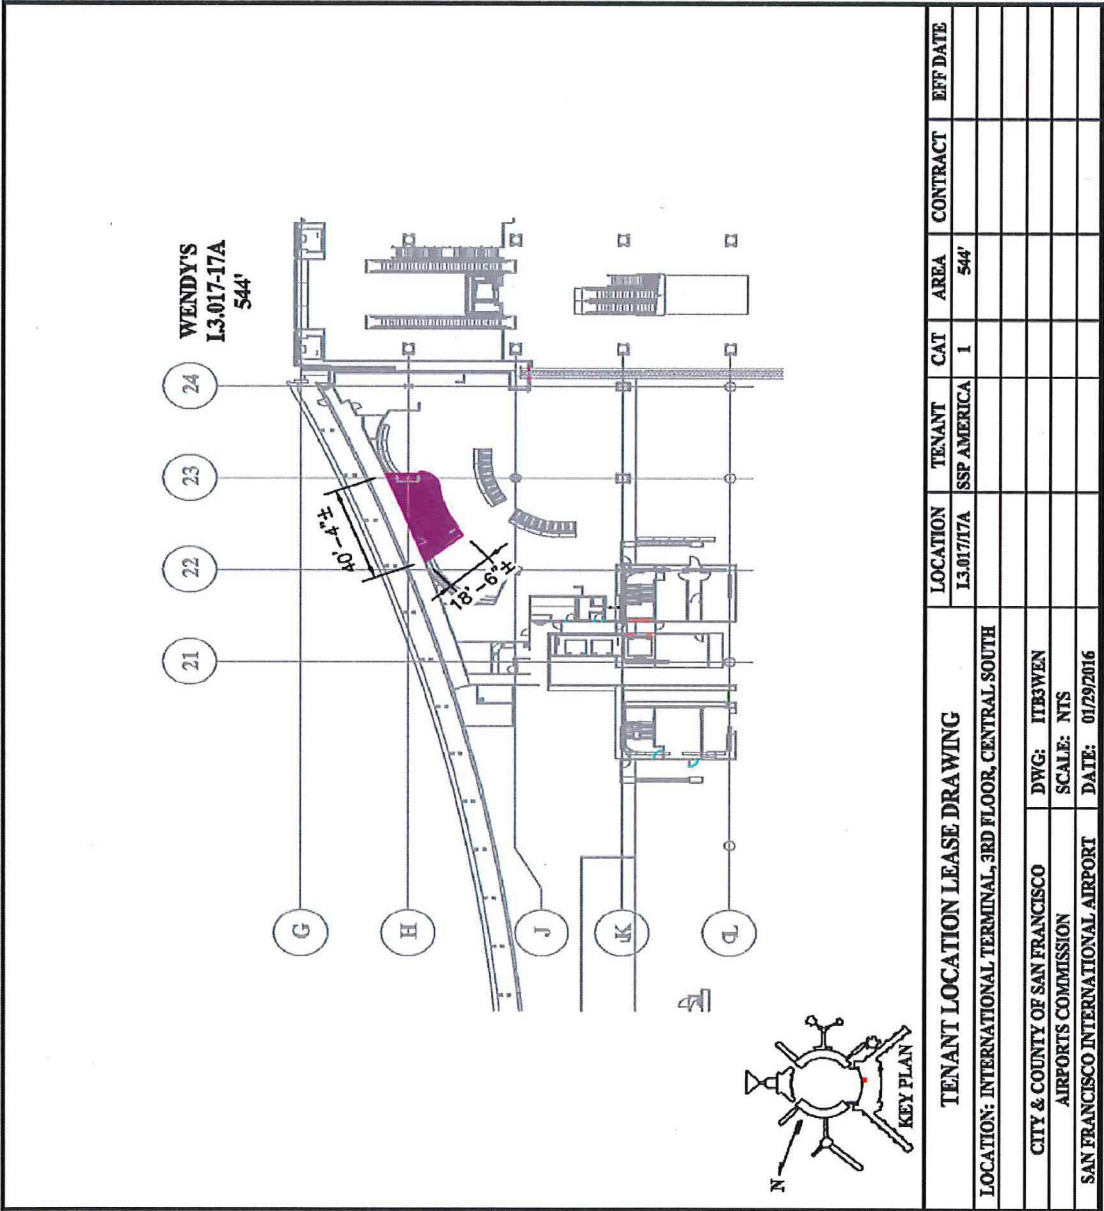 WENDY'S
I.3.017-17A
544'
24
23
22
21
40'-4"±
18'-6"±
G
H
J
K
L
N
KEY PLAN
TENANT LOCATION LEASE DRAWING
LOCATION: INTERNATIONAL TERMINAL, 3RD FLOOR, CENTRAL SOUTH
CITY & COUNTY OF SAN FRANCISCO
AIRPORTS COMMISSION
SAN FRANCISCO INTERNATIONAL AIRPORT
DWG: ITB3WEN
SCALE: NTS
DATE: 01/29/2016
LOCATION TENANT CAT AREA CONTRACT EFF DATE
I.3.017/17A SSP AMERICA 1 544'